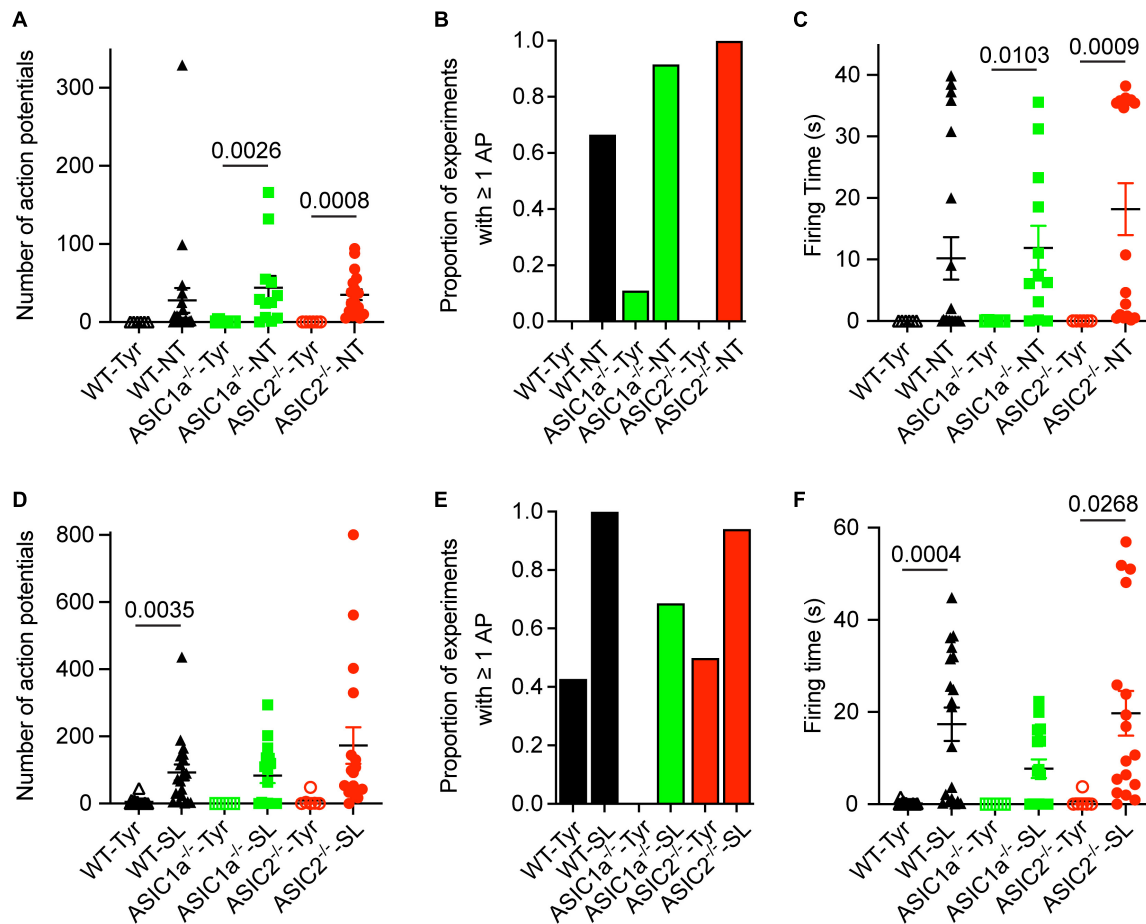 A
Number of action potentials
300
200
100
0
0.0026
0.0008
WT-Tyr
WT-NT
ASIC1a⁻/⁻-Tyr
ASIC1a⁻/⁻-NT
ASIC2⁻/⁻-Tyr
ASIC2⁻/⁻-NT
B
Proportion of experiments
with ≥ 1 AP
1.0
0.8
0.6
0.4
0.2
0.0
WT-Tyr
WT-NT
ASIC1a⁻/⁻-Tyr
ASIC1a⁻/⁻-NT
ASIC2⁻/⁻-Tyr
ASIC2⁻/⁻-NT
C
Firing Time (s)
40
30
20
10
0
0.0103
0.0009
WT-Tyr
WT-NT
ASIC1a⁻/⁻-Tyr
ASIC1a⁻/⁻-NT
ASIC2⁻/⁻-Tyr
ASIC2⁻/⁻-NT
D
Number of action potentials
800
600
400
200
0
0.0035
WT-Tyr
WT-SL
ASIC1a⁻/⁻-Tyr
ASIC1a⁻/⁻-SL
ASIC2⁻/⁻-Tyr
ASIC2⁻/⁻-SL
E
Proportion of experiments
with ≥ 1 AP
1.0
0.8
0.6
0.4
0.2
0.0
WT-Tyr
WT-SL
ASIC1a⁻/⁻-Tyr
ASIC1a⁻/⁻-SL
ASIC2⁻/⁻-Tyr
ASIC2⁻/⁻-SL
F
Firing time (s)
60
40
20
0
0.0004
0.0268
WT-Tyr
WT-SL
ASIC1a⁻/⁻-Tyr
ASIC1a⁻/⁻-SL
ASIC2⁻/⁻-Tyr
ASIC2⁻/⁻-SL